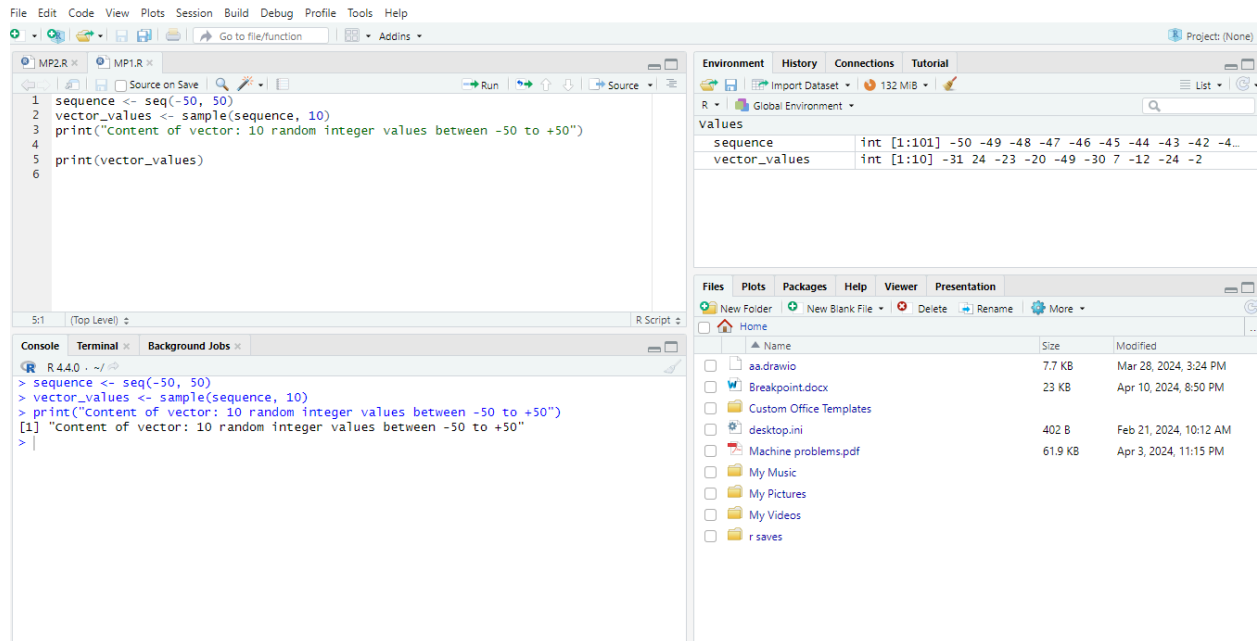 File Edit Code View Plots Session Build Debug Profile Tools Help
Go to file/function Addins Project: (None)
MP2.R MP1.R
Source on Save Run Source
1 sequence <- seq(-50, 50)
2 vector_values <- sample(sequence, 10)
3 print("Content of vector: 10 random integer values between -50 to +50")
4
5 print(vector_values)
6
5:1 (Top Level) R Script
Console Terminal Background Jobs
R 4.4.0 · ~/
> sequence <- seq(-50, 50)
> vector_values <- sample(sequence, 10)
> print("Content of vector: 10 random integer values between -50 to +50")
[1] "Content of vector: 10 random integer values between -50 to +50"
>
Environment History Connections Tutorial
Import Dataset 132 MiB List
R Global Environment
Values
sequence int [1:101] -50 -49 -48 -47 -46 -45 -44 -43 -42 -4…
vector_values int [1:10] -31 24 -23 -20 -49 -30 7 -12 -24 -2
Files Plots Packages Help Viewer Presentation
New Folder New Blank File Delete Rename More
Home ...
Name Size Modified
aa.drawio 7.7 KB Mar 28, 2024, 3:24 PM
Breakpoint.docx 23 KB Apr 10, 2024, 8:50 PM
Custom Office Templates
desktop.ini 402 B Feb 21, 2024, 10:12 AM
Machine problems.pdf 61.9 KB Apr 3, 2024, 11:15 PM
My Music
My Pictures
My Videos
r saves